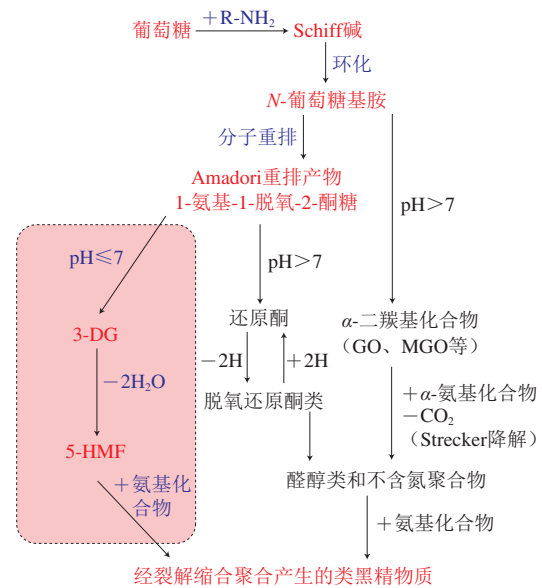 葡萄糖
＋R-NH₂
Schiff碱
环化
N-葡萄糖基胺
分子重排
Amadori重排产物
1-氨基-1-脱氧-2-酮糖
pH≤7
pH＞7
pH＞7
3-DG
还原酮
α-二羰基化合物
（GO、MGO等）
－2H₂O
－2H
＋2H
脱氧还原酮类
＋α-氨基化合物
－CO₂
（Strecker降解）
5-HMF
＋氨基化
合物
醛醇类和不含氮聚合物
＋氨基化合物
经裂解缩合聚合产生的类黑精物质